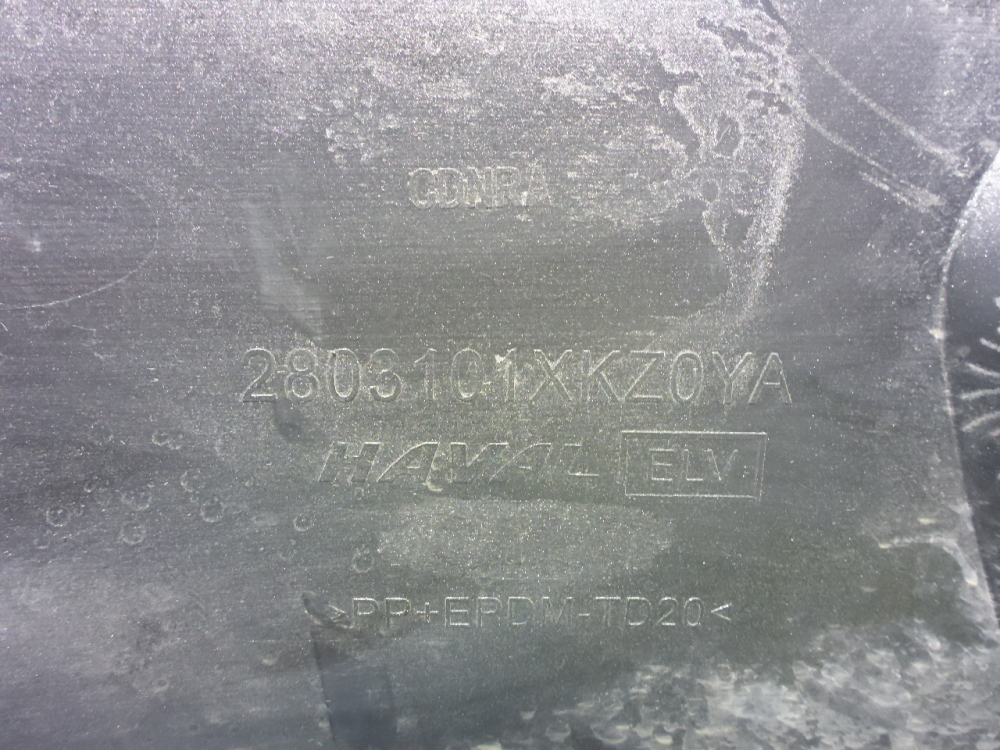 CDNRA
2803101XKZ0YA
HAVAL ELV
>PP+EPDM-TD20<